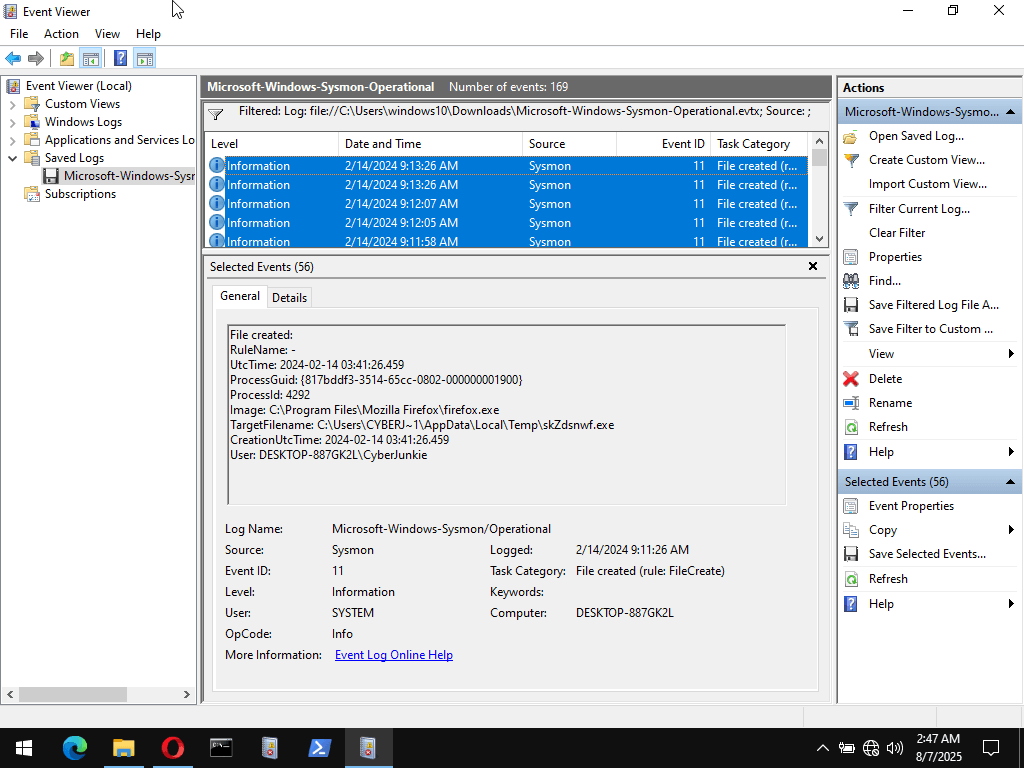 Event Viewer
File Action View Help
Event Viewer (Local)
Custom Views
Windows Logs
Applications and Services Lo
Saved Logs
Microsoft-Windows-Sysr
Subscriptions
Microsoft-Windows-Sysmon-Operational Number of events: 169
Filtered: Log: file://C:\Users\windows10\Downloads\Microsoft-Windows-Sysmon-Operational.evtx; Source: ;
Level Date and Time Source Event ID Task Category
Information 2/14/2024 9:13:26 AM Sysmon 11 File created (r...
Information 2/14/2024 9:13:26 AM Sysmon 11 File created (r...
Information 2/14/2024 9:12:07 AM Sysmon 11 File created (r...
Information 2/14/2024 9:12:05 AM Sysmon 11 File created (r...
Information 2/14/2024 9:11:58 AM Sysmon 11 File created (r...
Selected Events (56)
General Details
File created:
RuleName: -
UtcTime: 2024-02-14 03:41:26.459
ProcessGuid: {817bddf3-3514-65cc-0802-000000001900}
ProcessId: 4292
Image: C:\Program Files\Mozilla Firefox\firefox.exe
TargetFilename: C:\Users\CYBERJ~1\AppData\Local\Temp\skZdsnwf.exe
CreationUtcTime: 2024-02-14 03:41:26.459
User: DESKTOP-887GK2L\CyberJunkie
Log Name: Microsoft-Windows-Sysmon/Operational
Source: Sysmon Logged: 2/14/2024 9:11:26 AM
Event ID: 11 Task Category: File created (rule: FileCreate)
Level: Information Keywords:
User: SYSTEM Computer: DESKTOP-887GK2L
OpCode: Info
More Information: Event Log Online Help
Actions
Microsoft-Windows-Sysmo...
Open Saved Log...
Create Custom View...
Import Custom View...
Filter Current Log...
Clear Filter
Properties
Find...
Save Filtered Log File A...
Save Filter to Custom ...
View
Delete
Rename
Refresh
Help
Selected Events (56)
Event Properties
Copy
Save Selected Events...
Refresh
Help
2:47 AM
8/7/2025